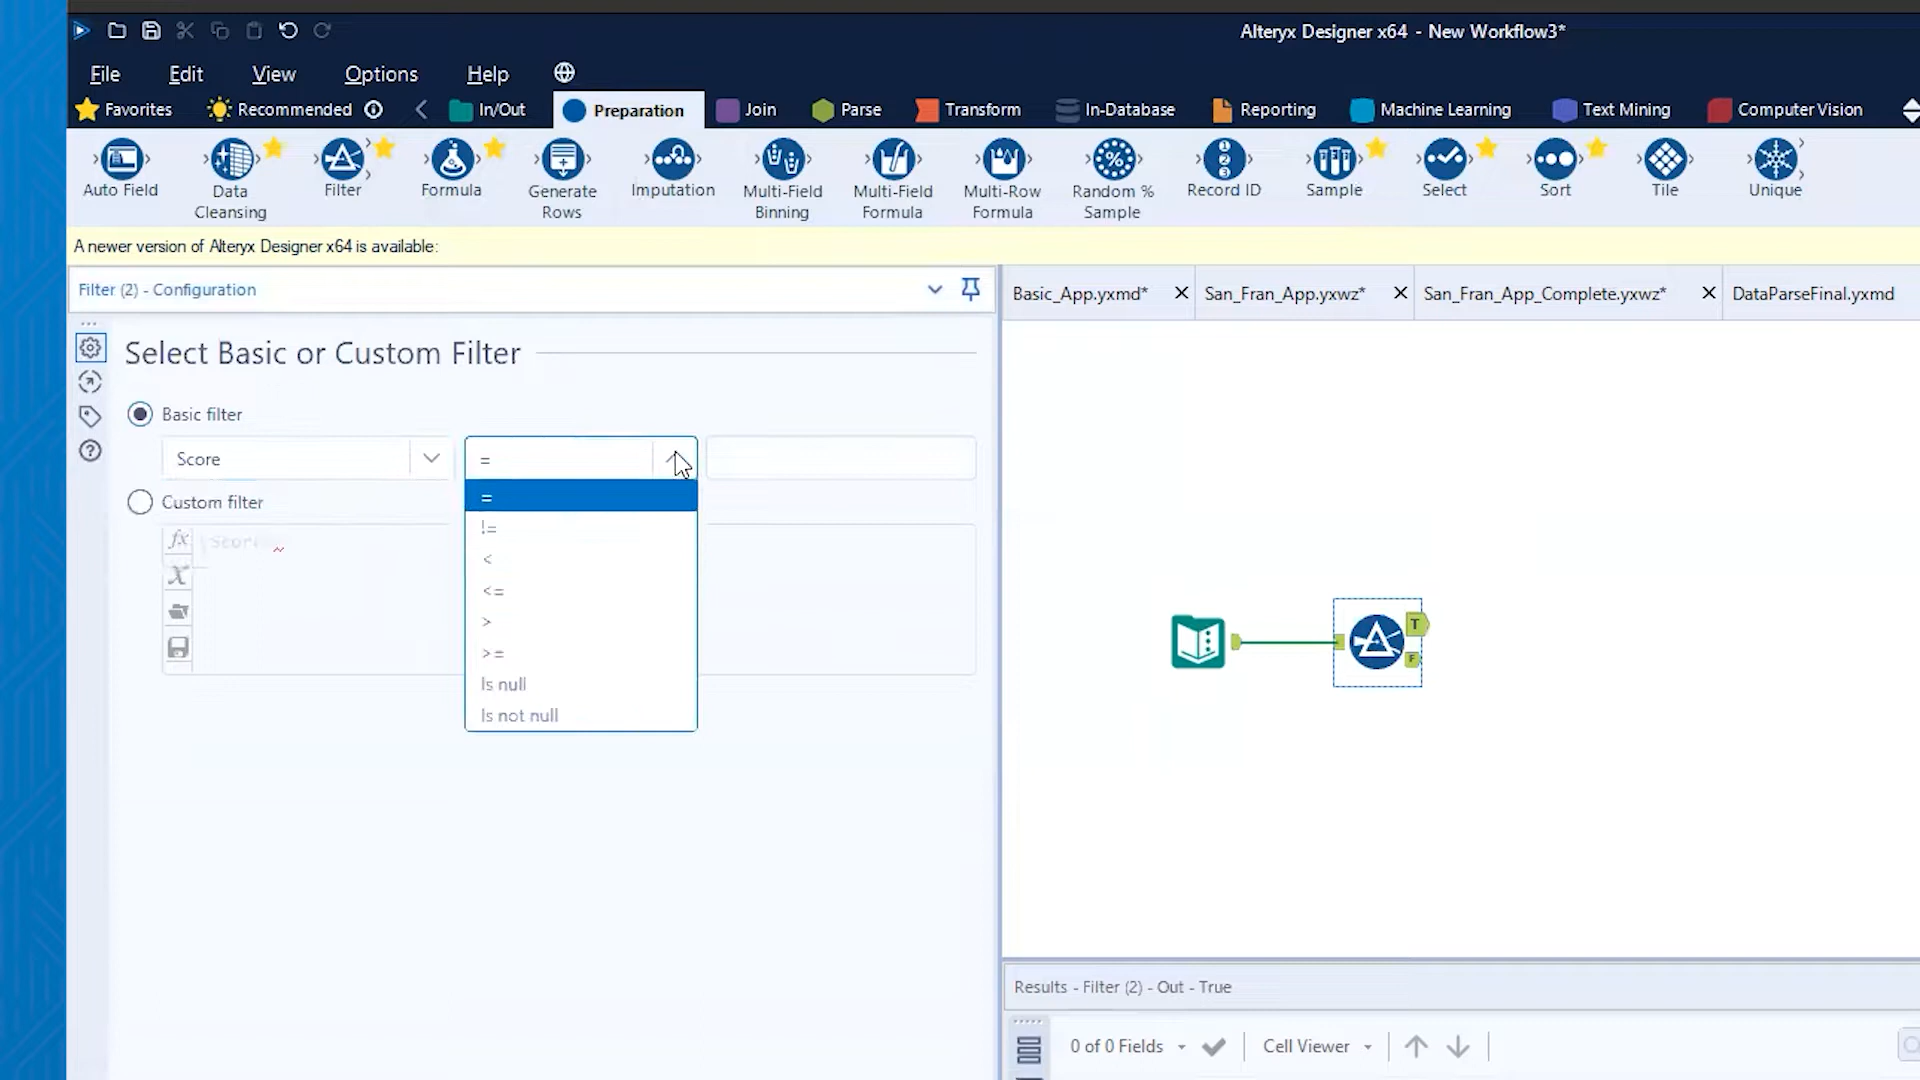 Alteryx Designer x64 - New Workflow3*
File Edit View Options Help
Favorites Recommended In/Out Preparation Join Parse Transform In-Database Reporting Machine Learning Text Mining Computer Vision
Auto Field
Data Cleansing
Filter
Formula
Generate Rows
Imputation
Multi-Field Binning
Multi-Field Formula
Multi-Row Formula
Random % Sample
Record ID
Sample
Select
Sort
Tile
Unique
A newer version of Alteryx Designer x64 is available:
Filter (2) - Configuration
Basic_App.yxmd* San_Fran_App.yxwz* San_Fran_App_Complete.yxwz* DataParseFinal.yxmd
Select Basic or Custom Filter
Basic filter
Score =
Custom filter
=
!=
<
<=
>
>=
Is null
Is not null
T
F
Results - Filter (2) - Out - True
0 of 0 Fields Cell Viewer